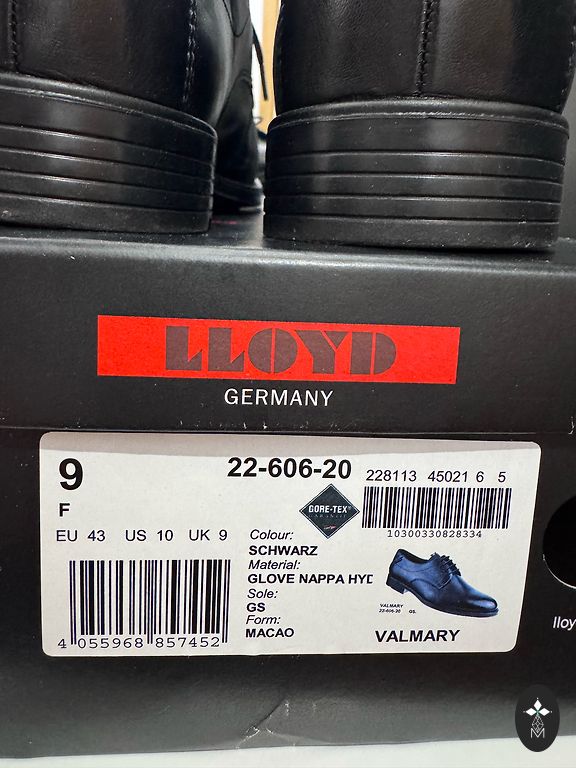 LLOYD
GERMANY
9
22-606-20
228113 45021 6 5
F
GORE-TEX
10300330828334
EU 43 US 10 UK 9
Colour:
SCHWARZ
Material:
GLOVE NAPPA HYD
Sole:
GS
Form:
MACAO
VALMARY
22-606-20 GS.
VALMARY
4 055968 857452
lloy
M